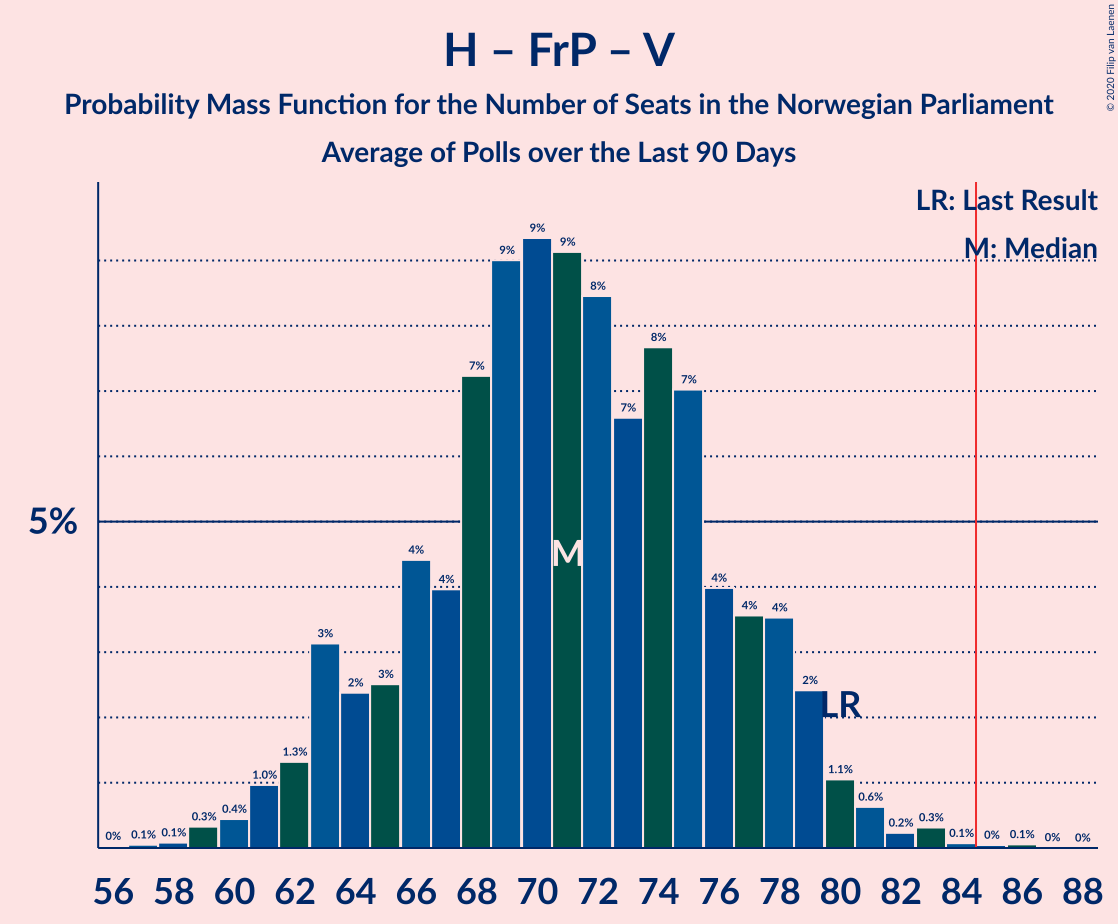 H – FrP – V
Probability Mass Function for the Number of Seats in the Norwegian Parliament
Average of Polls over the Last 90 Days
© 2020 Filip van Laenen
LR: Last Result
M: Median
5%
0% 0.1% 0.1% 0.3% 0.4% 1.0% 1.3% 3% 2% 3% 4% 4% 7% 9% 9% 9% 8% 7% 8% 7% 4% 4% 4% 2% 1.1% 0.6% 0.2% 0.3% 0.1% 0% 0.1% 0% 0%
M
LR
56 58 60 62 64 66 68 70 72 74 76 78 80 82 84 86 88